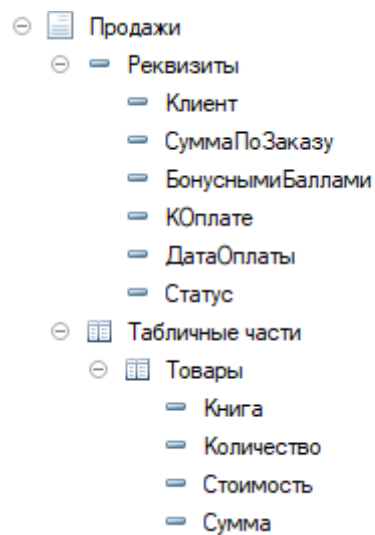 Продажи
Реквизиты
Клиент
СуммаПоЗаказу
БонуснымиБаллами
КОплате
ДатаОплаты
Статус
Табличные части
Товары
Книга
Количество
Стоимость
Сумма